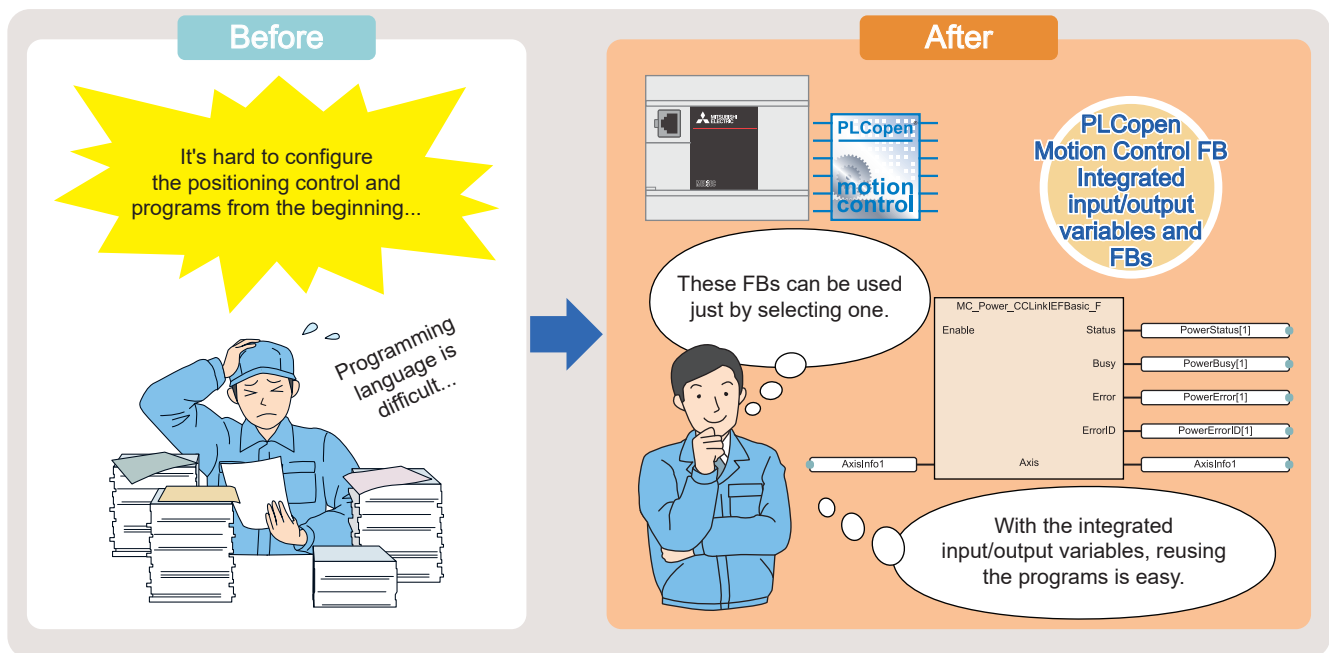 Before
It's hard to configure
the positioning control and
programs from the beginning...
Programming
language is
difficult...
After
MITSUBISHI
ELECTRIC
PLCopen
motion
control
PLCopen
Motion Control FB
Integrated
input/output
variables and
FBs
These FBs can be used
just by selecting one.
MC_Power_CCLinkIEFBasic_F
Enable Status PowerStatus[1]
Busy PowerBusy[1]
Error PowerError[1]
ErrorID PowerErrorID[1]
AxisInfo1 Axis AxisInfo1
With the integrated
input/output variables, reusing
the programs is easy.